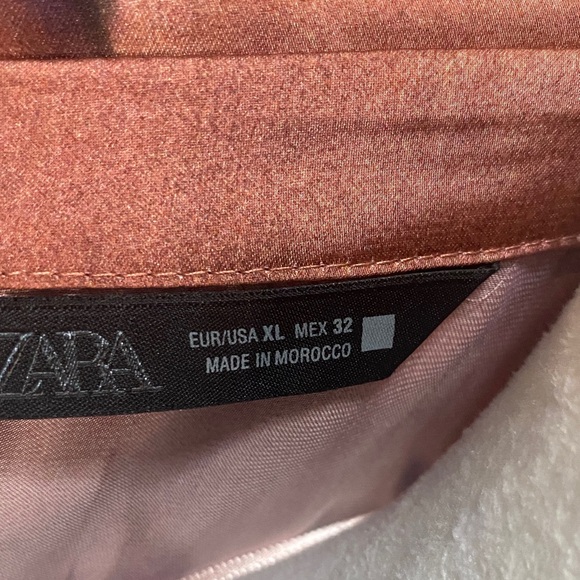 ZARA
EUR/USA XL MEX 32
MADE IN MOROCCO